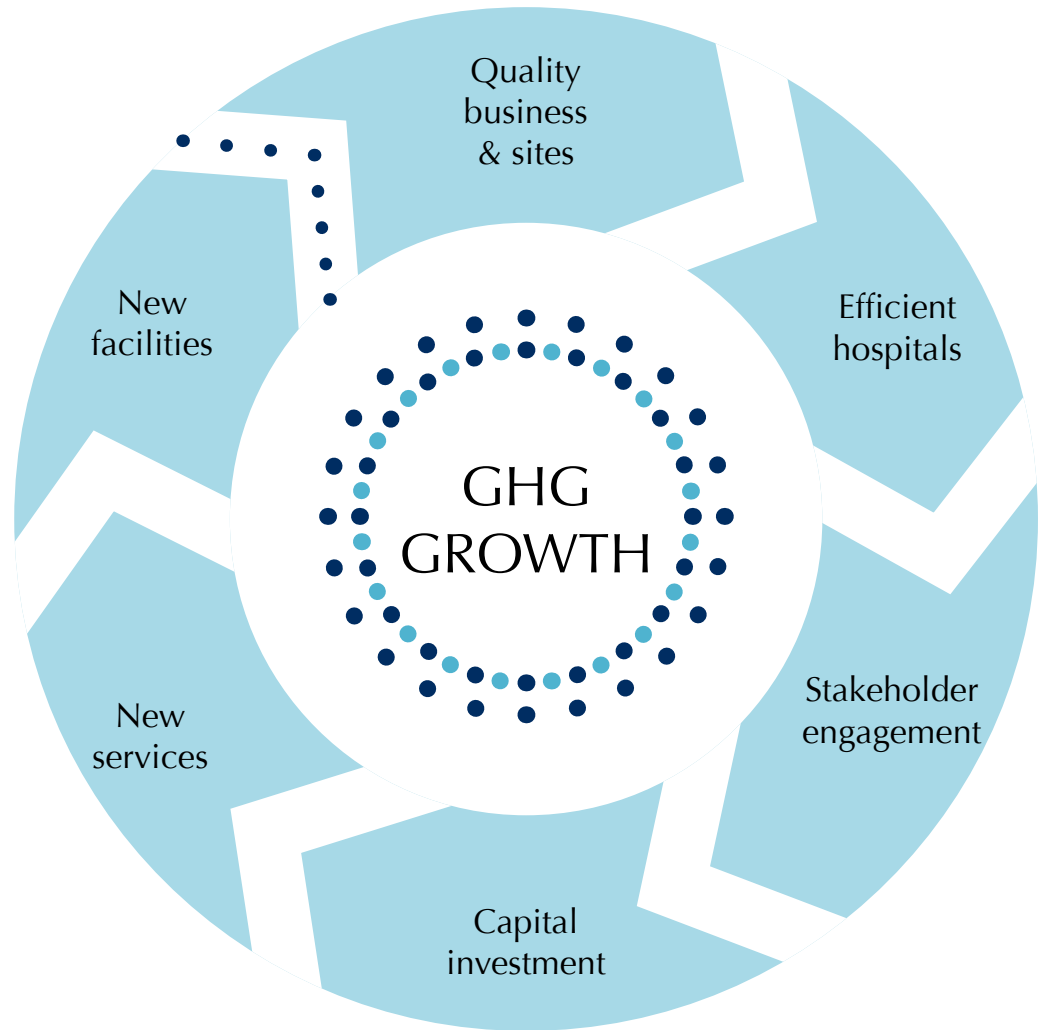 Quality
business
& sites
Efficient
hospitals
Stakeholder
engagement
Capital
investment
New
services
New
facilities
GHG
GROWTH